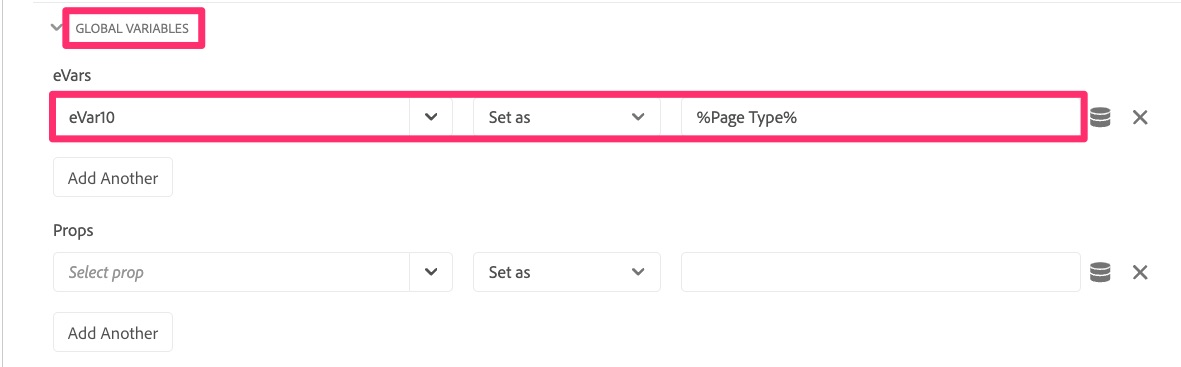 GLOBAL VARIABLES
eVars
eVar10 Set as %Page Type%
Add Another
Props
Select prop Set as
Add Another